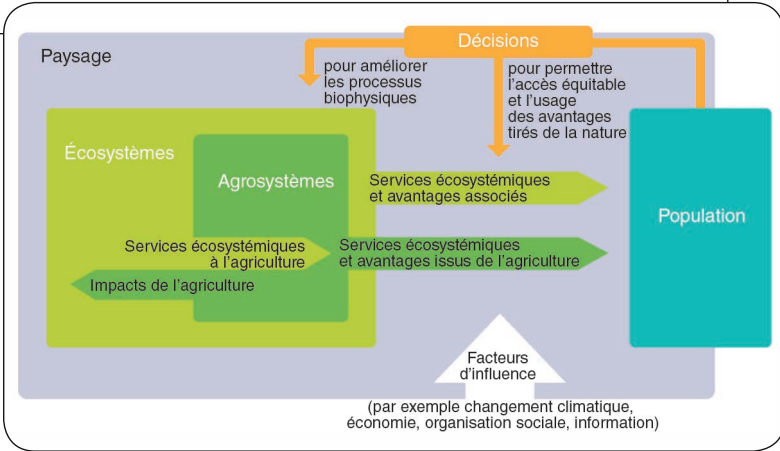 Décisions
Paysage
pour améliorer
les processus
biophysiques
pour permettre
l'accès équitable
et l'usage
des avantages
tirés de la nature
Écosystèmes
Agrosystèmes
Services écosystémiques
et avantages associés
Population
Services écosystémiques
à l'agriculture
Services écosystémiques
et avantages issus de l'agriculture
Impacts de l'agriculture
Facteurs
d'influence
(par exemple changement climatique,
économie, organisation sociale, information)